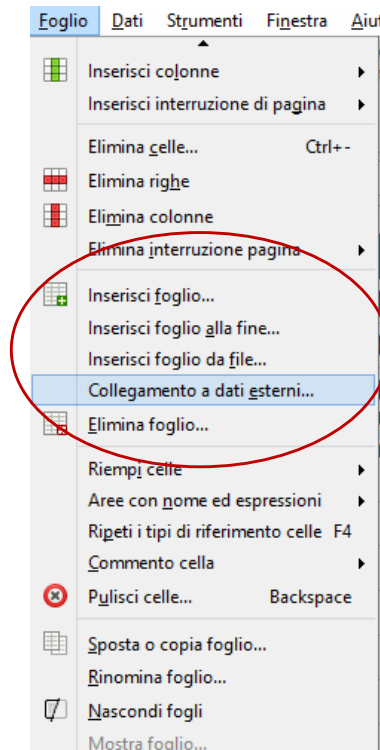 Foglio Dati Strumenti Finestra Aiut
Inserisci colonne
Inserisci interruzione di pagina
Elimina celle... Ctrl+-
Elimina righe
Elimina colonne
Elimina interruzione pagina
Inserisci foglio...
Inserisci foglio alla fine...
Inserisci foglio da file...
Collegamento a dati esterni...
Elimina foglio...
Riempi celle
Aree con nome ed espressioni
Ripeti i tipi di riferimento celle F4
Commento cella
Pulisci celle... Backspace
Sposta o copia foglio...
Rinomina foglio...
Nascondi fogli
Mostra foglio...